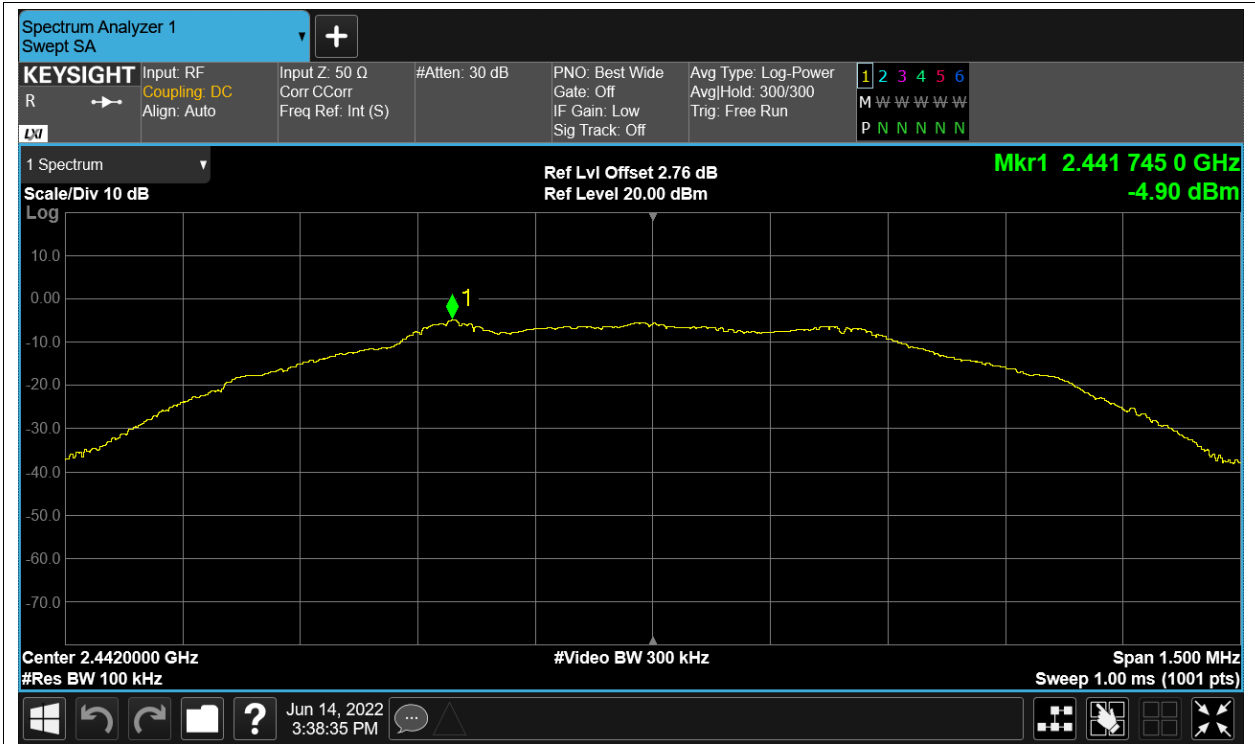 Spectrum Analyzer 1
Swept SA
KEYSIGHT
R
LXI
Input: RF
Coupling: DC
Align: Auto
Input Z: 50 Ω
Corr CCorr
Freq Ref: Int (S)
#Atten: 30 dB
PNO: Best Wide
Gate: Off
IF Gain: Low
Sig Track: Off
Avg Type: Log-Power
Avg|Hold: 300/300
Trig: Free Run
1 2 3 4 5 6
M W W W W W
P N N N N N
1 Spectrum
Scale/Div 10 dB
Log
Ref Lvl Offset 2.76 dB
Ref Level 20.00 dBm
Mkr1 2.441 745 0 GHz
-4.90 dBm
10.0
0.00
1
-10.0
-20.0
-30.0
-40.0
-50.0
-60.0
-70.0
Center 2.4420000 GHz
#Res BW 100 kHz
#Video BW 300 kHz
Span 1.500 MHz
Sweep 1.00 ms (1001 pts)
?
Jun 14, 2022
3:38:35 PM